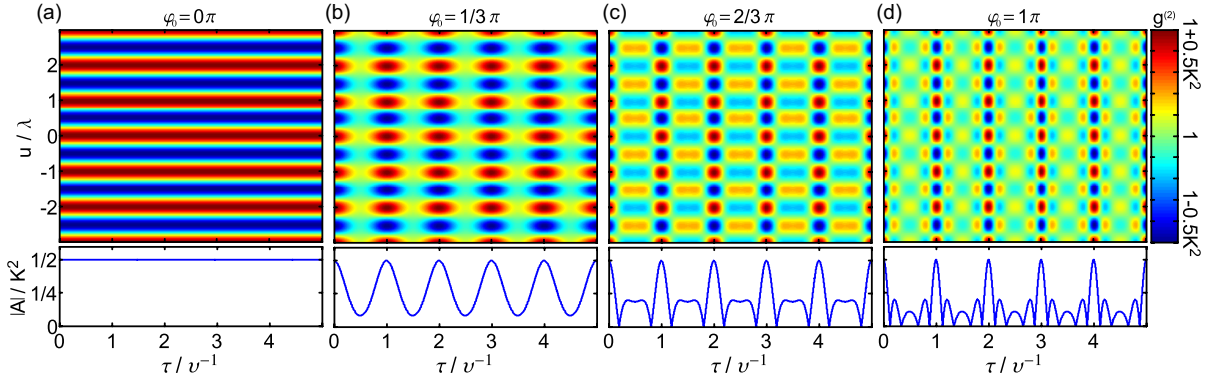 (a) φ₀ = 0π (b) φ₀ = 1/3 π (c) φ₀ = 2/3 π (d) φ₀ = 1π g⁽²⁾
u / λ
2
1
0
-1
-2
1+0.5K²
1
1-0.5K²
|A| / K²
1/2
1/4
0
0 1 2 3 4 0 1 2 3 4 0 1 2 3 4 0 1 2 3 4 5
τ / υ⁻¹ τ / υ⁻¹ τ / υ⁻¹ τ / υ⁻¹